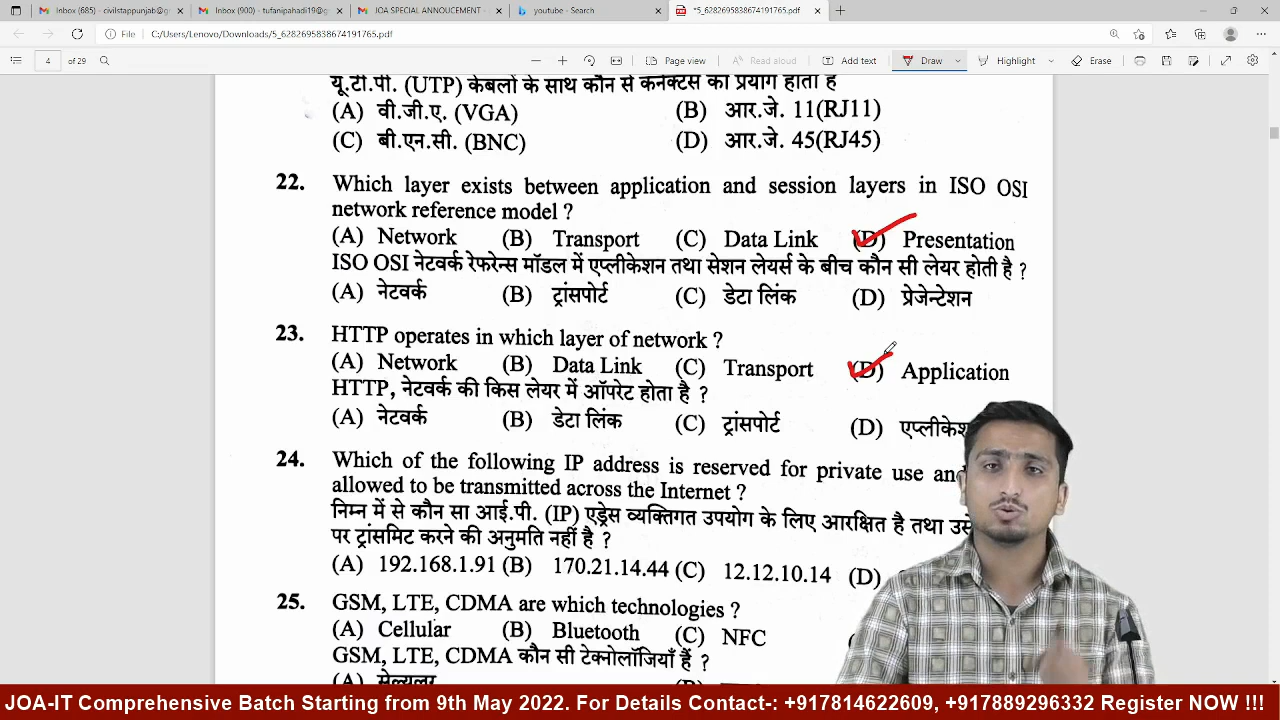 Inbox (685) - civilstappunjab@g
Inbox (900) - tufanipahadi19@g
JOA SPECIAL ANNOUCEMENT -
youtube - Search
*5_6282695838674191765.pdf
File
C:/Users/Lenovo/Downloads/5_6282695838674191765.pdf
4 of 29
Page view
Read aloud
Add text
Draw
Highlight
Erase
यू.टी.पी. (UTP) केबलों के साथ कौन से कनेक्टर्स का प्रयोग होता है
(A) वी.जी.ए. (VGA) (B) आर.जे. 11(RJ11)
(C) बी.एन.सी. (BNC) (D) आर.जे. 45(RJ45)
22. Which layer exists between application and session layers in ISO OSI
network reference model ?
(A) Network (B) Transport (C) Data Link (D) Presentation
ISO OSI नेटवर्क रेफरेन्स मॉडल में एप्लीकेशन तथा सेशन लेयर्स के बीच कौन सी लेयर होती है ?
(A) नेटवर्क (B) ट्रांसपोर्ट (C) डेटा लिंक (D) प्रेजेन्टेशन
23. HTTP operates in which layer of network ?
(A) Network (B) Data Link (C) Transport (D) Application
HTTP, नेटवर्क की किस लेयर में ऑपरेट होता है ?
(A) नेटवर्क (B) डेटा लिंक (C) ट्रांसपोर्ट (D) एप्लीकेश
24. Which of the following IP address is reserved for private use an
allowed to be transmitted across the Internet ?
निम्न में से कौन सा आई.पी. (IP) एड्रेस व्यक्तिगत उपयोग के लिए आरक्षित है तथा उसे
पर ट्रांसमिट करने की अनुमति नहीं है ?
(A) 192.168.1.91 (B) 170.21.14.44 (C) 12.12.10.14 (D)
25. GSM, LTE, CDMA are which technologies ?
(A) Cellular (B) Bluetooth (C) NFC
GSM, LTE, CDMA कौन सी टेक्नोलॉजियाँ हैं ?
(A) सेल्युलर
JOA-IT Comprehensive Batch Starting from 9th May 2022. For Details Contact-: +917814622609, +917889296332 Register NOW !!!